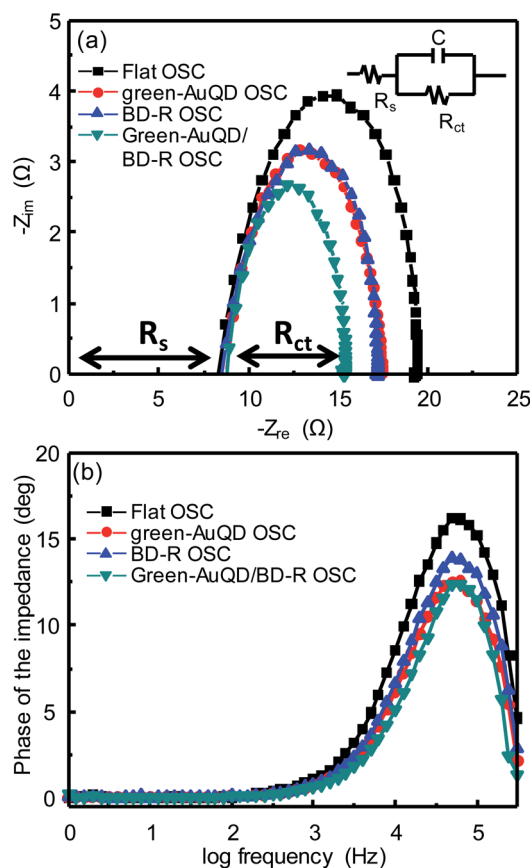 (a)
Flat OSC
green-AuQD OSC
BD-R OSC
Green-AuQD/
BD-R OSC
C
Rs
Rct
-Zim (Ω)
4
3
2
1
0
Rs
Rct
0 5 10 15 20 25
-Zre (Ω)
(b)
Flat OSC
green-AuQD OSC
BD-R OSC
Green-AuQD/BD-R OSC
Phase of the impedance (deg)
20
15
10
5
0
0 1 2 3 4 5
log frequency (Hz)